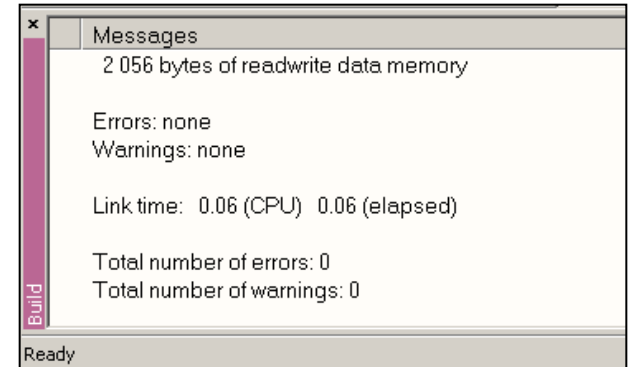 ×
Messages
2 056 bytes of readwrite data memory
Errors: none
Warnings: none
Link time: 0.06 (CPU) 0.06 (elapsed)
Total number of errors: 0
Total number of warnings: 0
Build
Ready